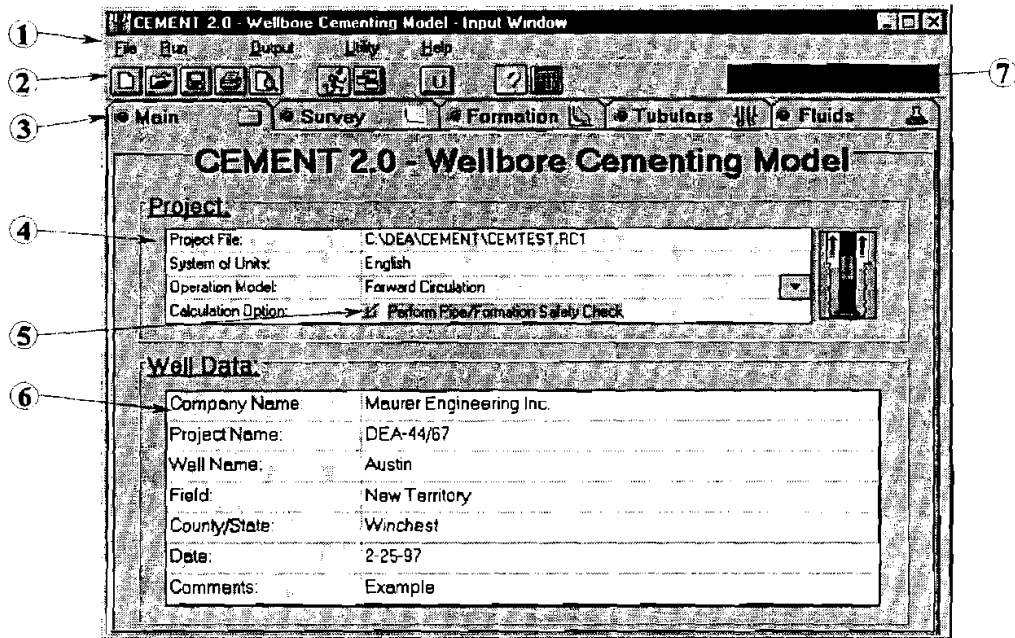 CEMENT 2.0 - Wellbore Cementing Model - Input Window
1
File Run Output Utility Help
2
7
3
Main Survey Formation Tubulars Fluids
CEMENT 2.0 - Wellbore Cementing Model
Project:
4
Project File: C:\DEA\CEMENT\CEMTEST.RC1
System of Units: English
Operation Model: Forward Circulation
Calculation Option: Perform Pipe/Formation Safety Check
5
Well Data:
6
Company Name: Maurer Engineering Inc.
Project Name: DEA-44/67
Well Name: Austin
Field: New Territory
County/State: Winchest
Date: 2-25-97
Comments: Example